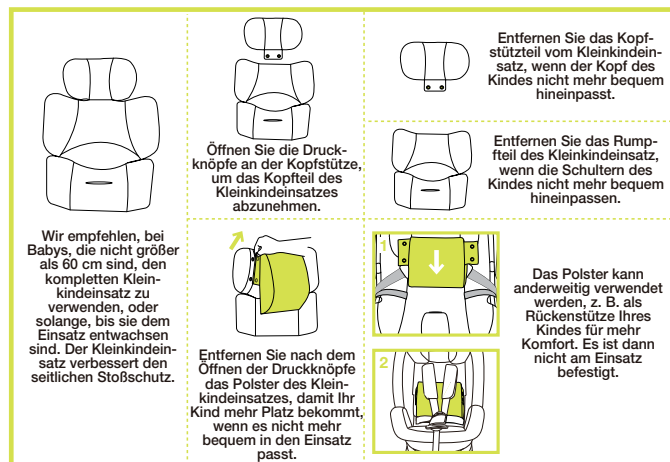 Wir empfehlen, bei
Babys, die nicht größer
als 60 cm sind, den
kompletten Klein-
kindeinsatz zu
verwenden, oder
solange, bis sie dem
Einsatz entwachsen
sind. Der Kleinkindein-
satz verbessert den
seitlichen Stoßschutz.
Öffnen Sie die Druck-
knöpfe an der Kopfstütze,
um das Kopfteil des
Kleinkindeinsatzes
abzunehmen.
Entfernen Sie das Kopf-
stützteil vom Kleinkindein-
satz, wenn der Kopf des
Kindes nicht mehr bequem
hineinpasst.
Entfernen Sie das Rump-
fteil des Kleinkindeinsatz,
wenn die Schultern des
Kindes nicht mehr bequem
hineinpassen.
Entfernen Sie nach dem
Öffnen der Druckknöpfe
das Polster des Klein-
kindeinsatzes, damit Ihr
Kind mehr Platz bekommt,
wenn es nicht mehr
bequem in den Einsatz
passt.
1
2
Das Polster kann
anderweitig verwendet
werden, z. B. als
Rückenstütze Ihres
Kindes für mehr
Komfort. Es ist dann
nicht am Einsatz
befestigt.